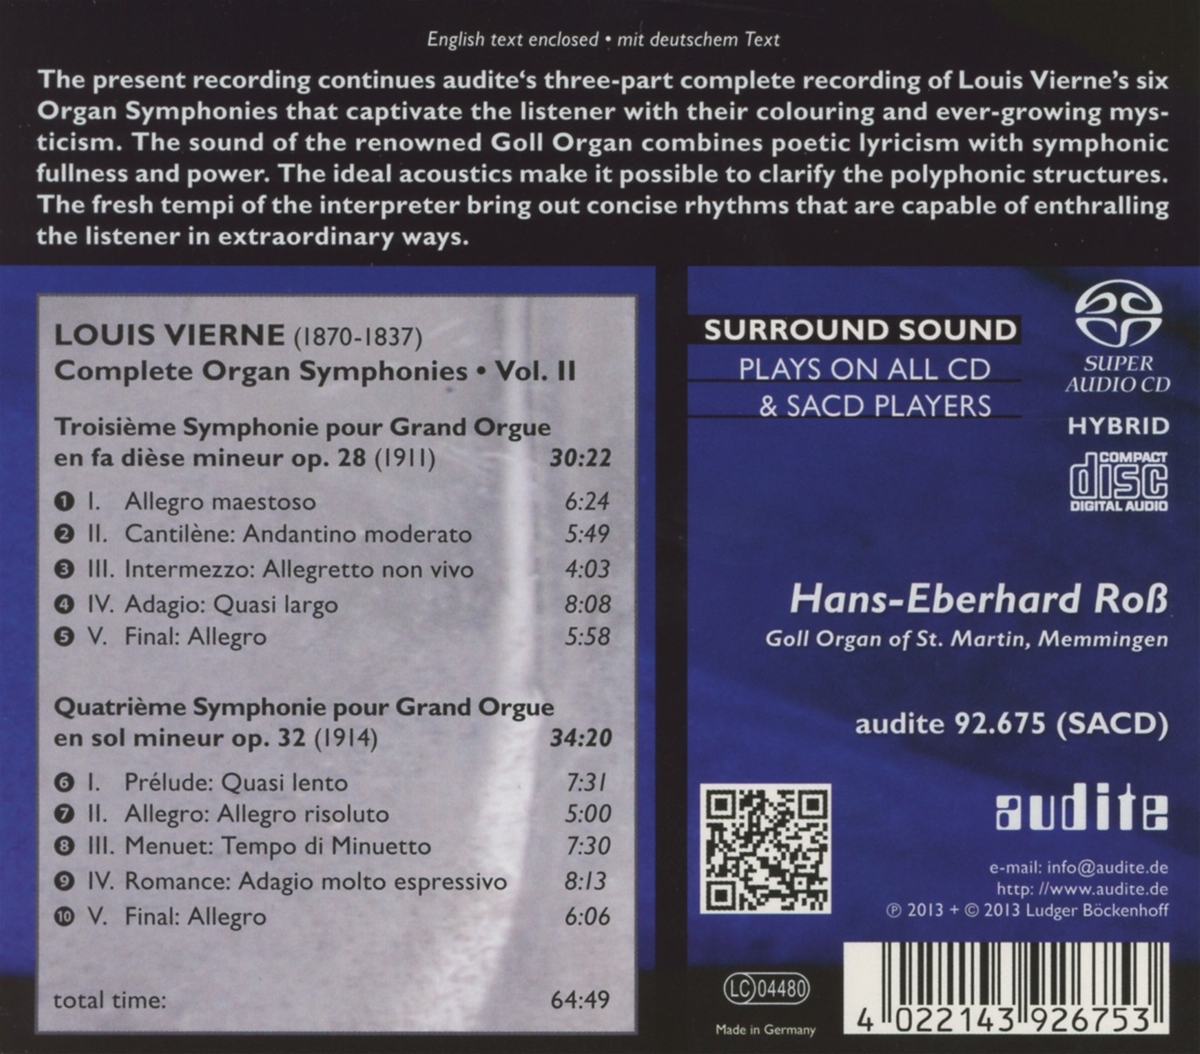 English text enclosed • mit deutschem Text
The present recording continues audite‘s three-part complete recording of Louis Vierne’s six
Organ Symphonies that captivate the listener with their colouring and ever-growing mys-
ticism. The sound of the renowned Goll Organ combines poetic lyricism with symphonic
fullness and power. The ideal acoustics make it possible to clarify the polyphonic structures.
The fresh tempi of the interpreter bring out concise rhythms that are capable of enthralling
the listener in extraordinary ways.
LOUIS VIERNE (1870-1837)
Complete Organ Symphonies • Vol. II
Troisième Symphonie pour Grand Orgue
en fa dièse mineur op. 28 (1911) 30:22
1 I. Allegro maestoso 6:24
2 II. Cantilène: Andantino moderato 5:49
3 III. Intermezzo: Allegretto non vivo 4:03
4 IV. Adagio: Quasi largo 8:08
5 V. Final: Allegro 5:58
Quatrième Symphonie pour Grand Orgue
en sol mineur op. 32 (1914) 34:20
6 I. Prélude: Quasi lento 7:31
7 II. Allegro: Allegro risoluto 5:00
8 III. Menuet: Tempo di Minuetto 7:30
9 IV. Romance: Adagio molto espressivo 8:13
10 V. Final: Allegro 6:06
total time: 64:49
SURROUND SOUND
PLAYS ON ALL CD
& SACD PLAYERS
SUPER
AUDIO CD
HYBRID
COMPACT
disc
DIGITAL AUDIO
Hans-Eberhard Roß
Goll Organ of St. Martin, Memmingen
audite 92.675 (SACD)
audite
e-mail: info@audite.de
http: //www.audite.de
℗ 2013 + © 2013 Ludger Böckenhoff
LC 04480
Made in Germany
4 022143 926753